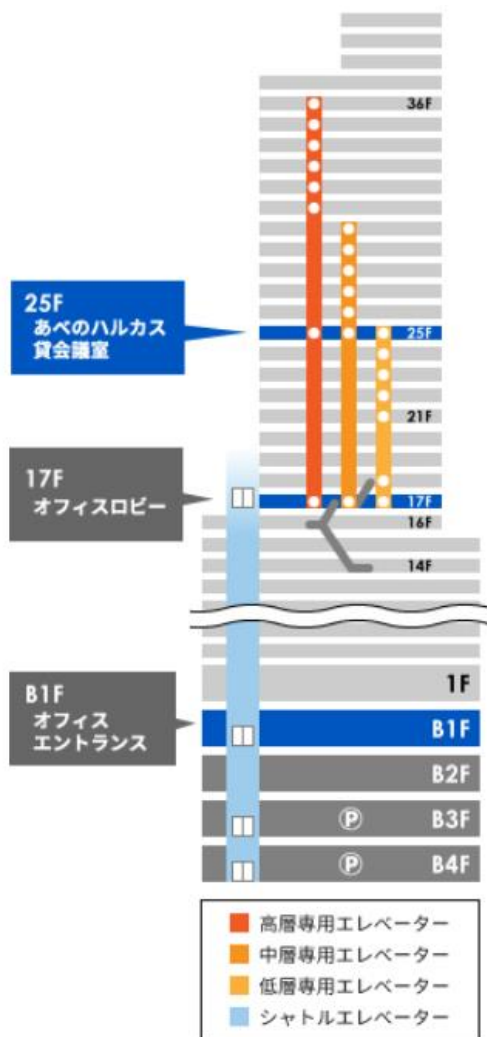 36F
25F
あべのハルカス
貸会議室
25F
21F
17F
オフィスロビー
17F
16F
14F
B1F
オフィス
エントランス
1F
B1F
B2F
P B3F
P B4F
高層専用エレベーター
中層専用エレベーター
低層専用エレベーター
シャトルエレベーター